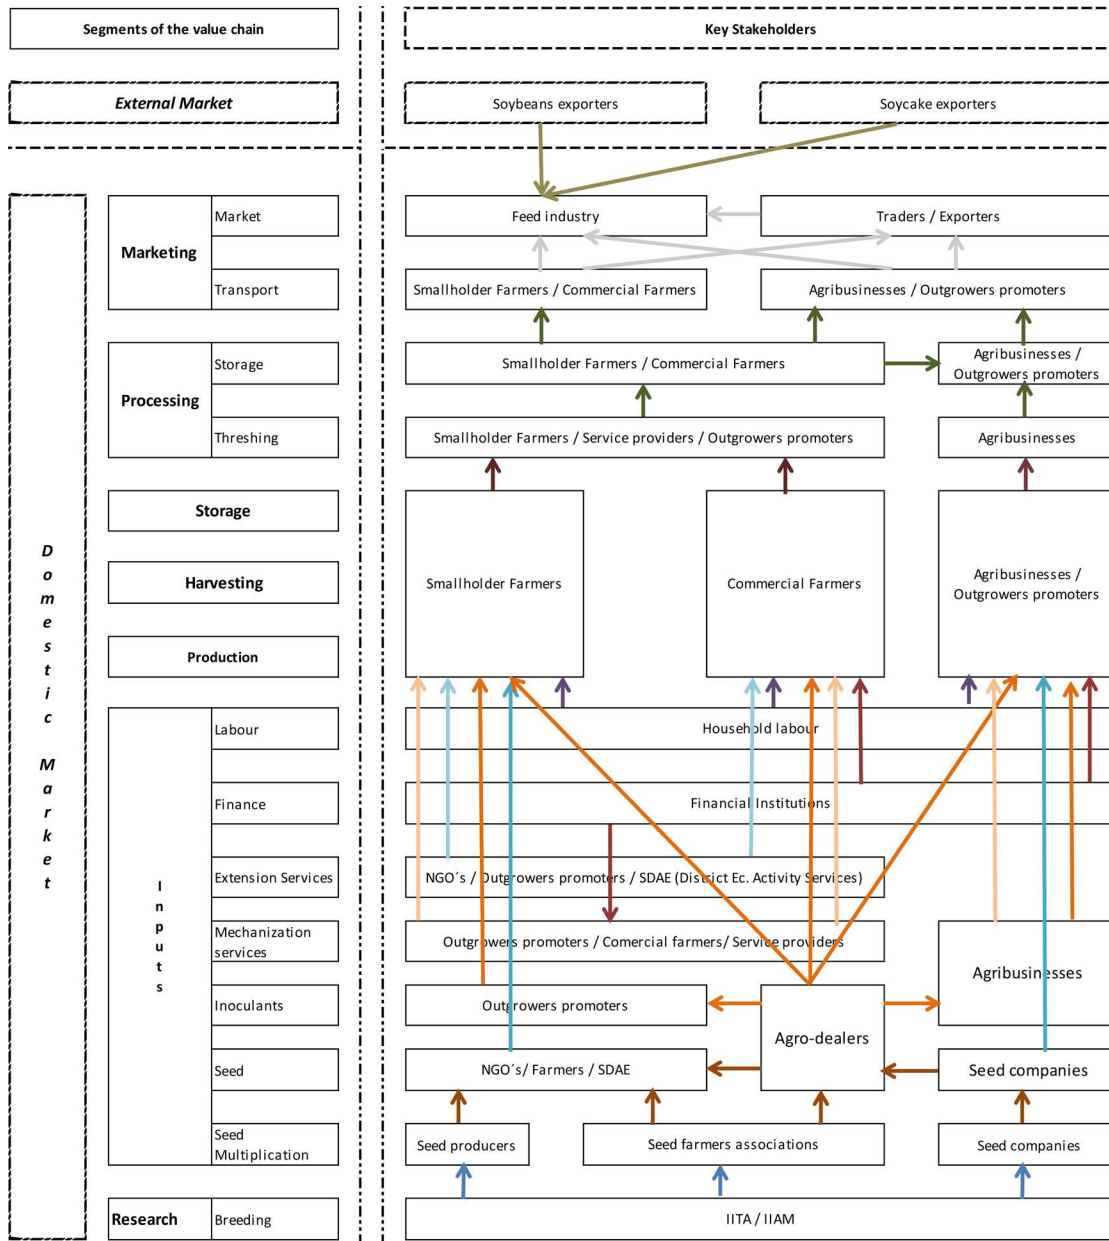 Segments of the value chain
Key Stakeholders
External Market
Soybeans exporters
Soycake exporters
Domestic Market
Marketing
Market
Feed industry
Traders / Exporters
Transport
Smallholder Farmers / Commercial Farmers
Agribusinesses / Outgrowers promoters
Processing
Storage
Smallholder Farmers / Commercial Farmers
Agribusinesses /
Outgrowers promoters
Threshing
Smallholder Farmers / Service providers / Outgrowers promoters
Agribusinesses
Storage
Harvesting
Production
Smallholder Farmers
Commercial Farmers
Agribusinesses /
Outgrowers promoters
Inputs
Labour
Household labour
Finance
Financial Institutions
Extension Services
NGO´s / Outgrowers promoters / SDAE (District Ec. Activity Services)
Mechanization
services
Outgrowers promoters / Comercial farmers/ Service providers
Agribusinesses
Inoculants
Outgrowers promoters
Agro-dealers
Seed
NGO´s/ Farmers / SDAE
Seed companies
Seed
Multiplication
Seed producers
Seed farmers associations
Seed companies
Research
Breeding
IITA / IIAM